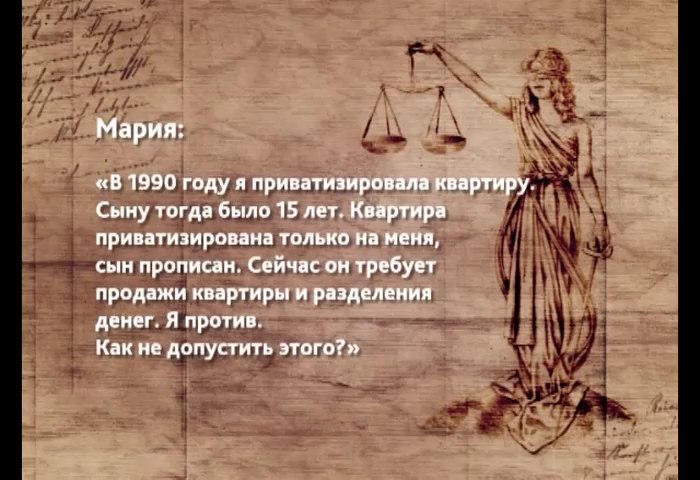 Мария:
«В 1990 году я приватизировала квартиру.
Сыну тогда было 15 лет. Квартира
приватизирована только на меня,
сын прописан. Сейчас он требует
продажи квартиры и разделения
денег. Я против.
Как не допустить этого?»